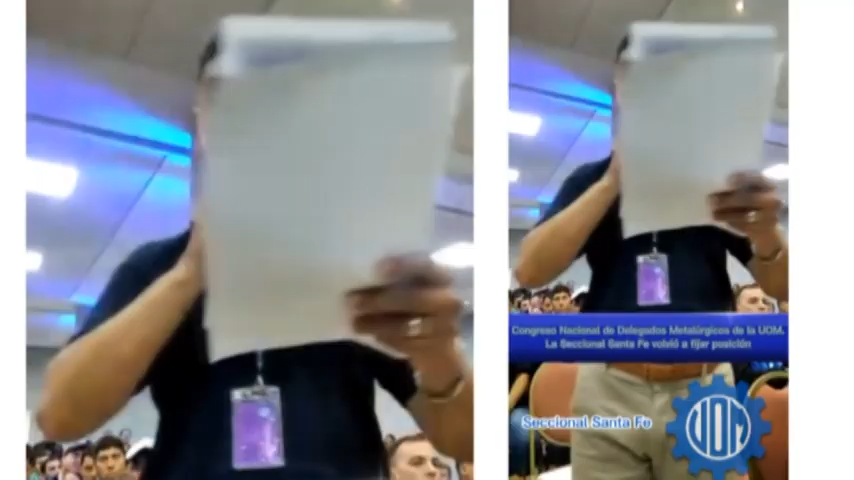 Congreso Nacional de Delegados Metalúrgicos de la UOM.
La Seccional Santa Fe volvió a fijar posición
Seccional Santa Fe
UOM